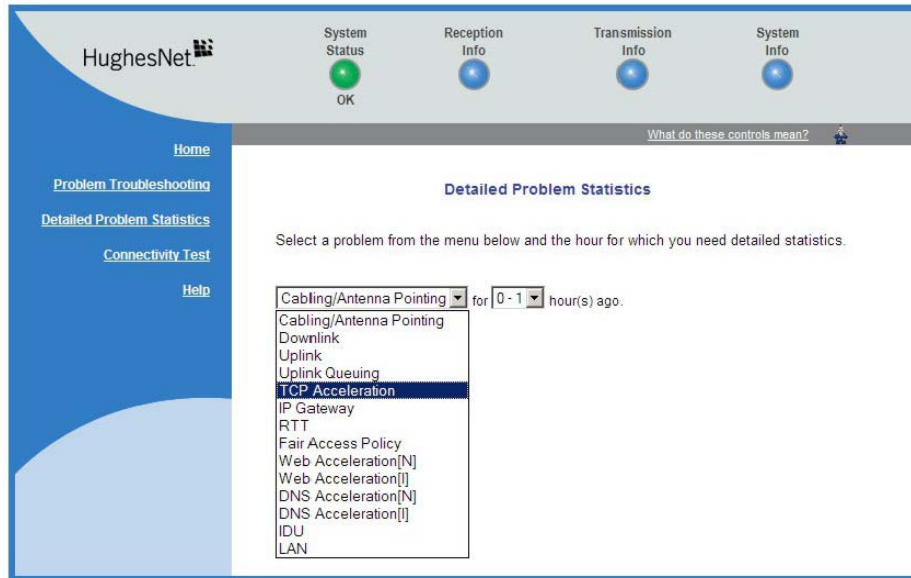 HughesNet.
System Status
OK
Reception Info
Transmission Info
System Info
What do these controls mean?
Home
Problem Troubleshooting
Detailed Problem Statistics
Connectivity Test
Help
Detailed Problem Statistics
Select a problem from the menu below and the hour for which you need detailed statistics.
Cabling/Antenna Pointing for 0 - 1 hour(s) ago.
Cabling/Antenna Pointing
Downlink
Uplink
Uplink Queuing
TCP Acceleration
IP Gateway
RTT
Fair Access Policy
Web Acceleration[N]
Web Acceleration[I]
DNS Acceleration[N]
DNS Acceleration[I]
IDU
LAN